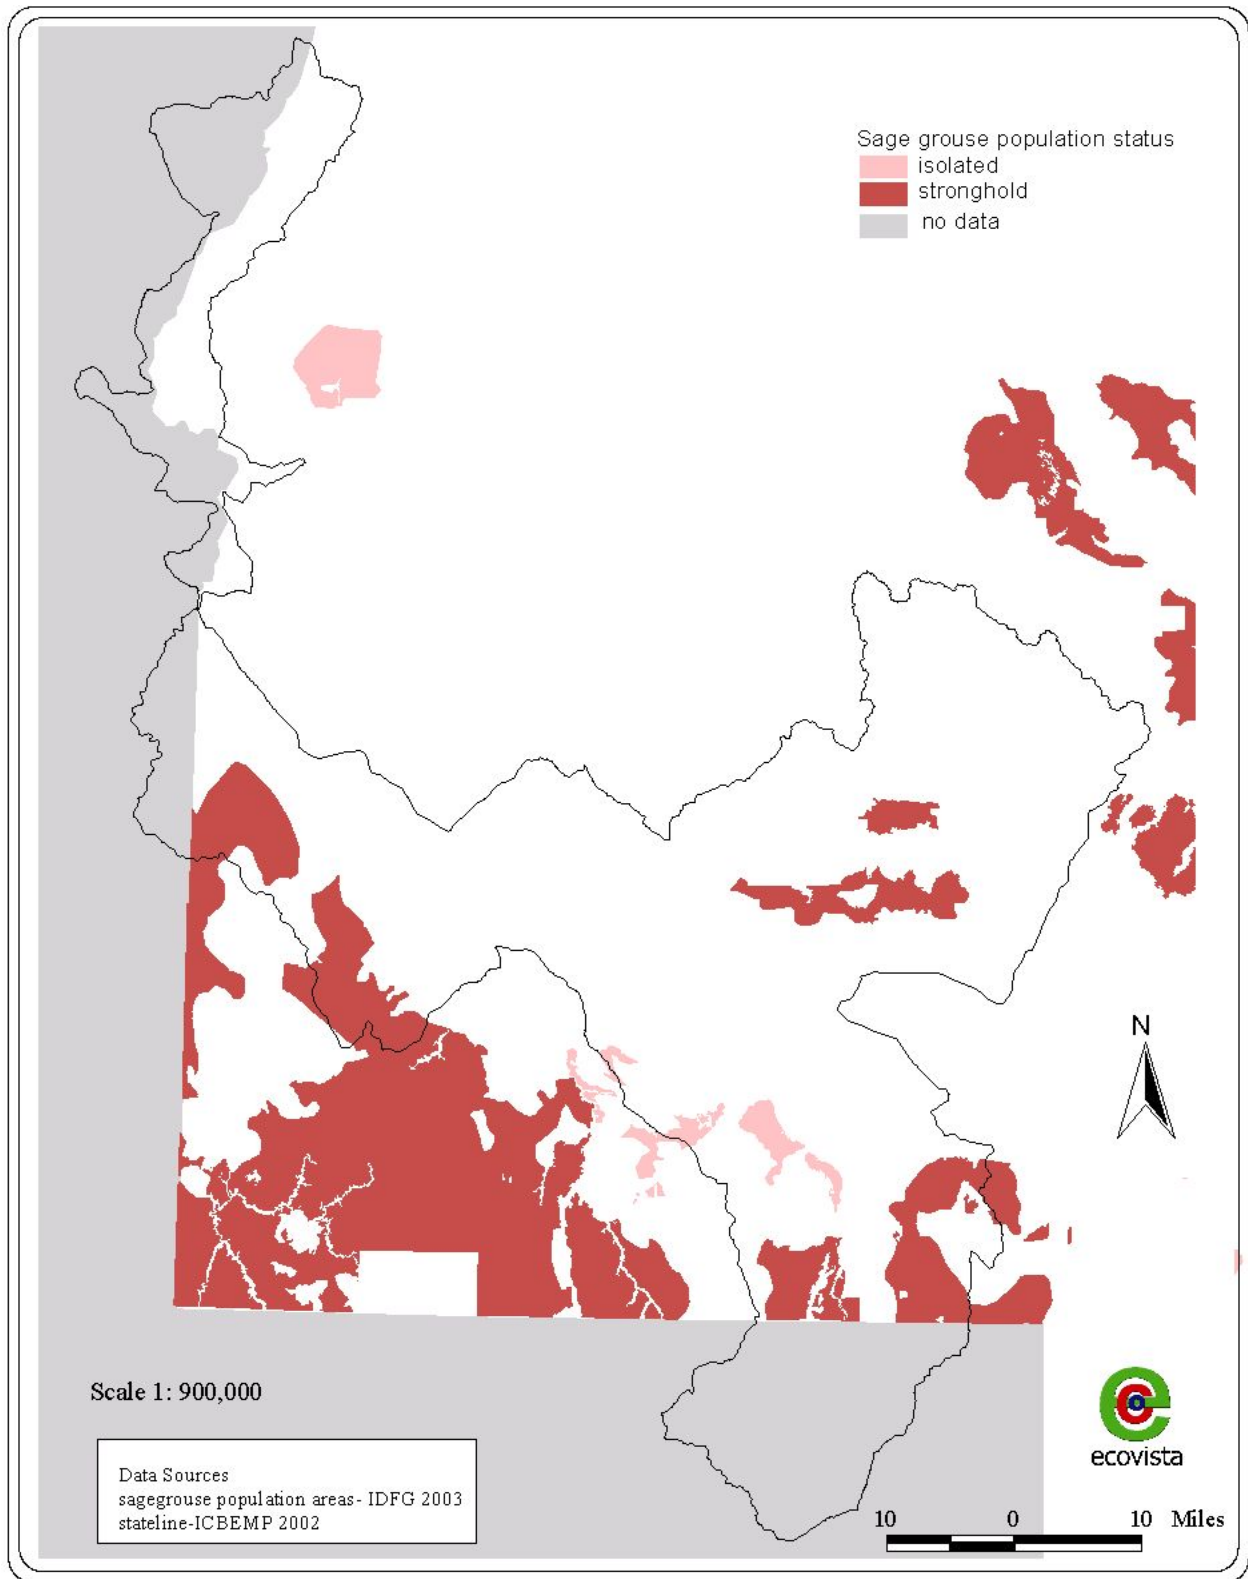 Sage grouse population status
isolated
stronghold
no data
N
Scale 1: 900,000
ecovista
Data Sources
sagegrouse population areas- IDFG 2003
stateline-ICBEMP 2002
10 0 10 Miles